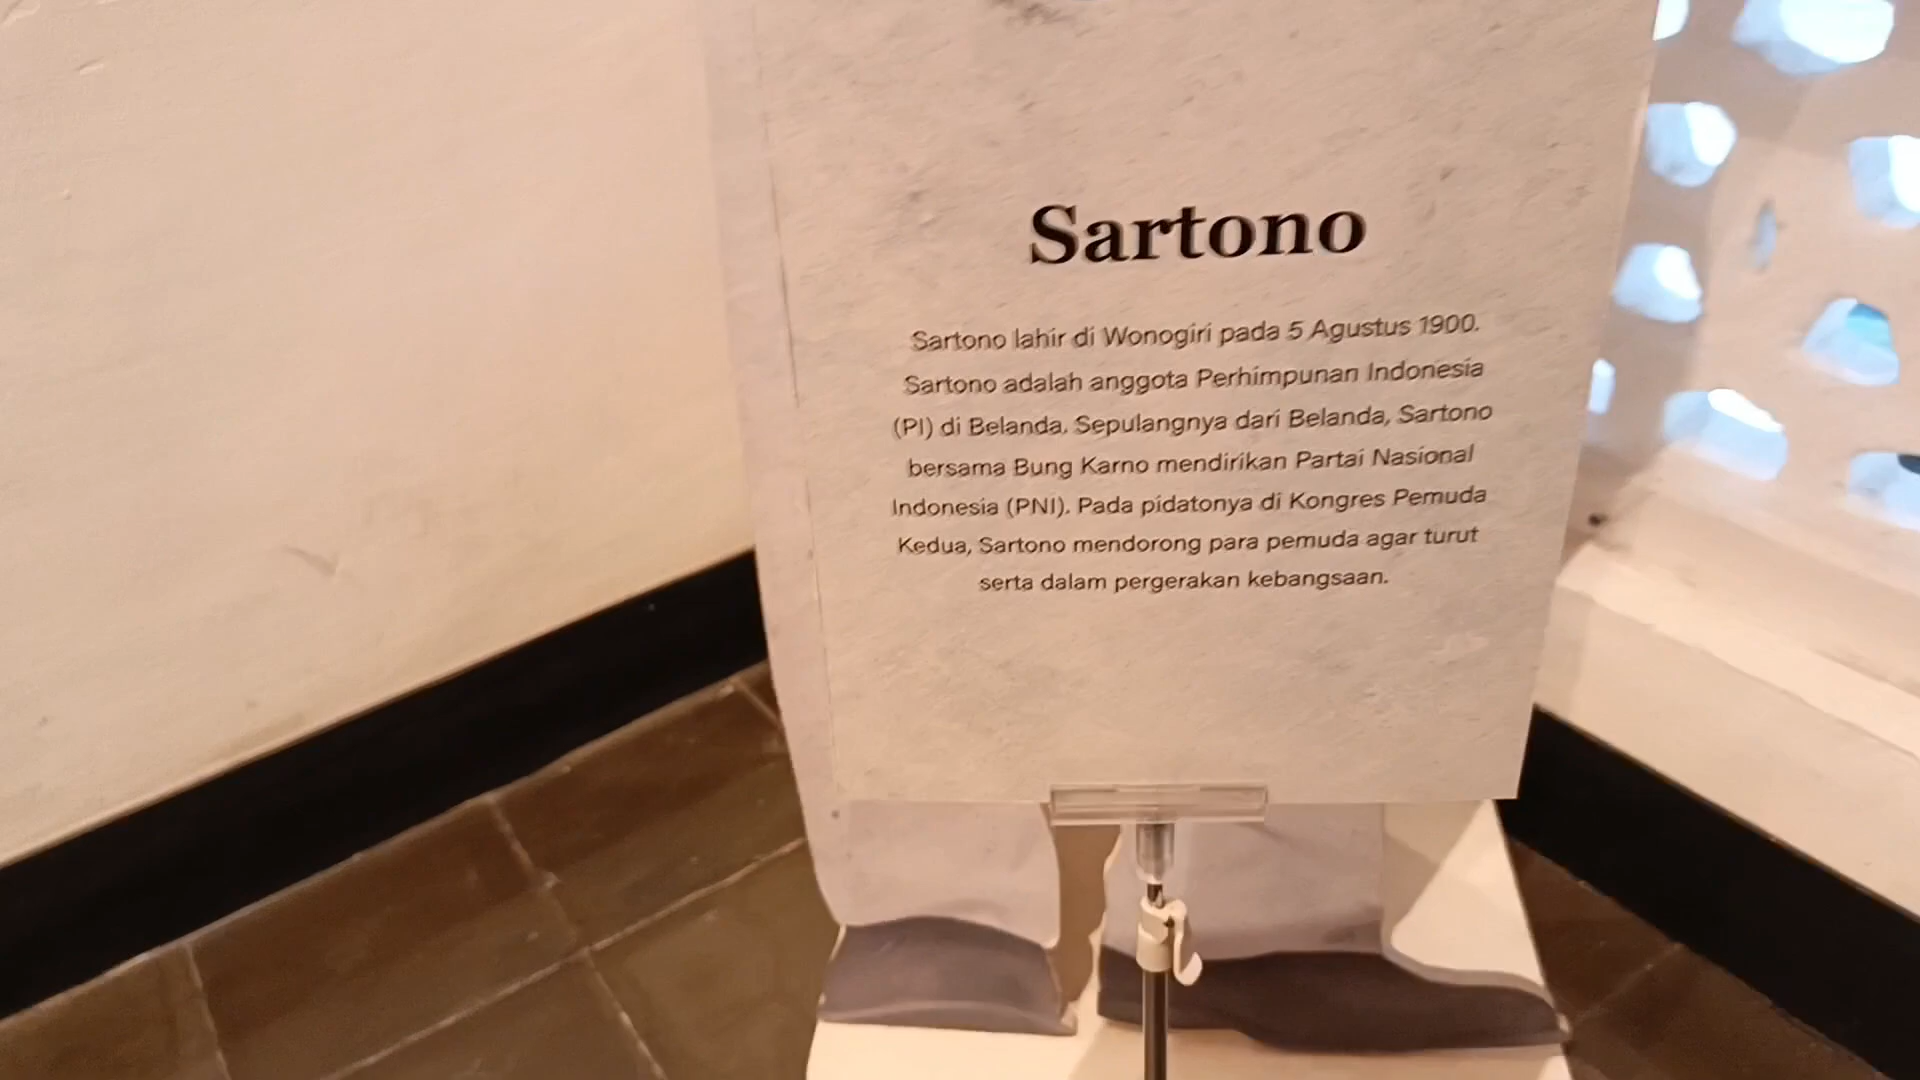 Sartono
Sartono lahir di Wonogiri pada 5 Agustus 1900.
Sartono adalah anggota Perhimpunan Indonesia
(PI) di Belanda. Sepulangnya dari Belanda, Sartono
bersama Bung Karno mendirikan Partai Nasional
Indonesia (PNI). Pada pidatonya di Kongres Pemuda
Kedua, Sartono mendorong para pemuda agar turut
serta dalam pergerakan kebangsaan.